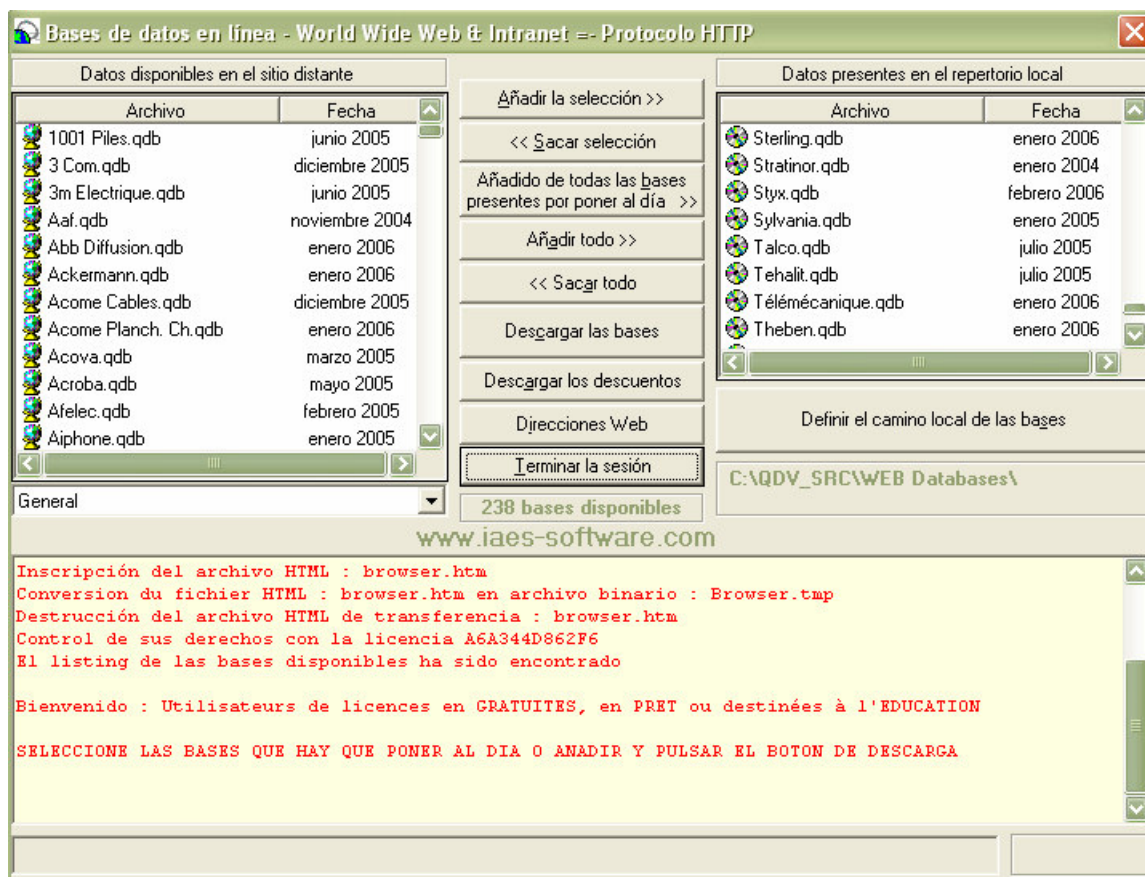 Bases de datos en línea - World Wide Web & Intranet =- Protocolo HTTP
Datos disponibles en el sitio distante
Archivo Fecha
1001 Piles.qdb junio 2005
3 Com.qdb diciembre 2005
3m Electrique.qdb junio 2005
Aaf.qdb noviembre 2004
Abb Diffusion.qdb enero 2006
Ackermann.qdb enero 2006
Acome Cables.qdb diciembre 2005
Acome Planch. Ch.qdb enero 2006
Acova.qdb marzo 2005
Acroba.qdb mayo 2005
Afelec.qdb febrero 2005
Aiphone.qdb enero 2005
General
Añadir la selección >>
<< Sacar selección
Añadido de todas las bases
presentes por poner al día >>
Añadir todo >>
<< Sacar todo
Descargar las bases
Descargar los descuentos
Direcciones Web
Terminar la sesión
238 bases disponibles
Datos presentes en el repertorio local
Archivo Fecha
Sterling.qdb enero 2006
Stratinor.qdb enero 2004
Styx.qdb febrero 2006
Sylvania.qdb enero 2005
Talco.qdb julio 2005
Tehalit.qdb julio 2005
Télémécanique.qdb enero 2006
Theben.qdb enero 2006
Definir el camino local de las bases
C:\QDV_SRC\WEB Databases\
www.iaes-software.com
Inscripción del archivo HTML : browser.htm
Conversion du fichier HTML : browser.htm en archivo binario : Browser.tmp
Destrucción del archivo HTML de transferencia : browser.htm
Control de sus derechos con la licencia A6A344D862F6
El listing de las bases disponibles ha sido encontrado
Bienvenido : Utilisateurs de licences en GRATUITES, en PRET ou destinées à l'EDUCATION
SELECCIONE LAS BASES QUE HAY QUE PONER AL DIA O ANADIR Y PULSAR EL BOTON DE DESCARGA